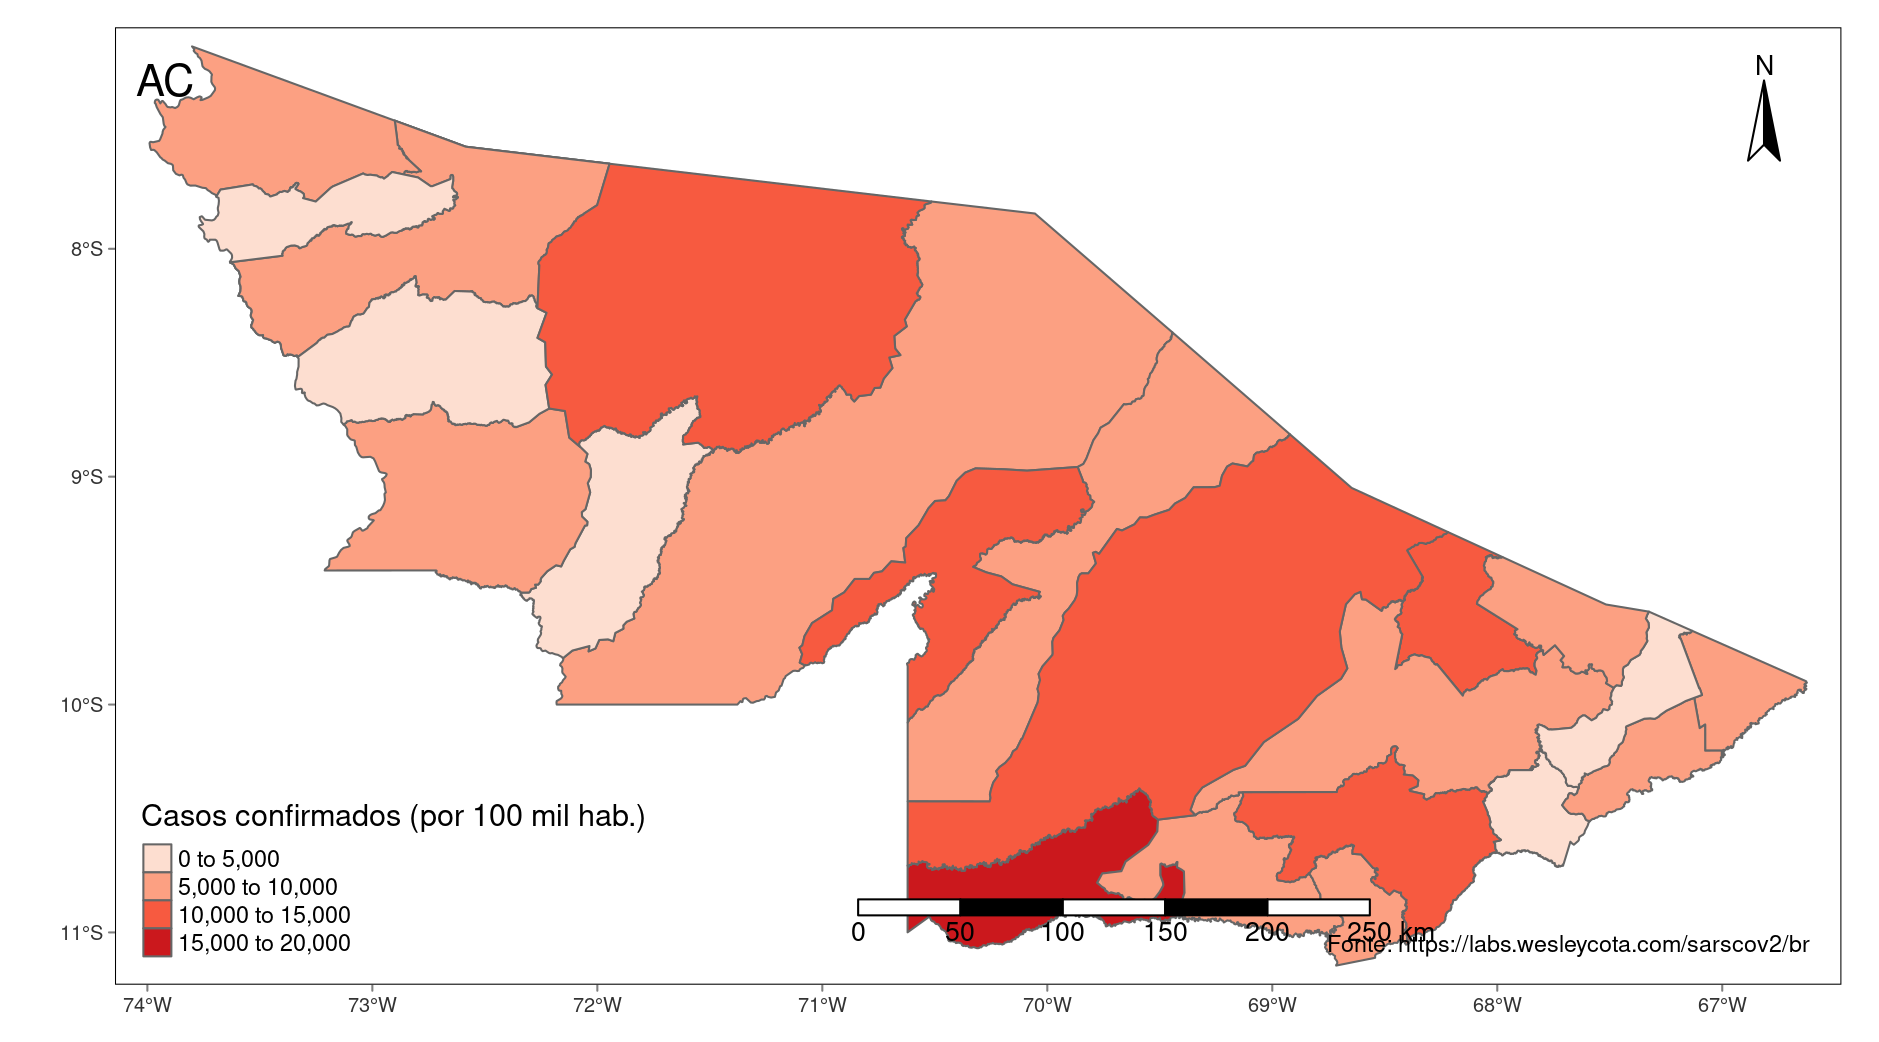 AC
N
8°S
9°S
10°S
11°S
Casos confirmados (por 100 mil hab.)
0 to 5,000
5,000 to 10,000
10,000 to 15,000
15,000 to 20,000
0 50 100 150 200 250 km
Fonte: https://labs.wesleycota.com/sarscov2/br
74°W 73°W 72°W 71°W 70°W 69°W 68°W 67°W